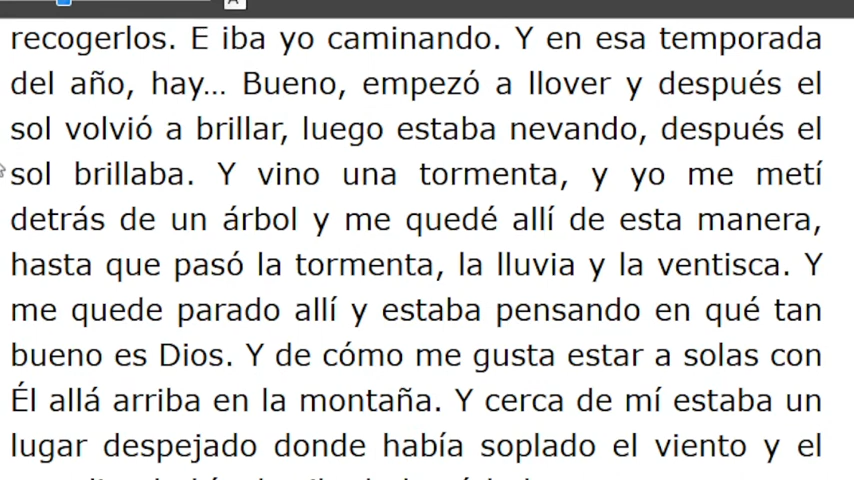 recogerlos. E iba yo caminando. Y en esa temporada
del año, hay... Bueno, empezó a llover y después el
sol volvió a brillar, luego estaba nevando, después el
sol brillaba. Y vino una tormenta, y yo me metí
detrás de un árbol y me quedé allí de esta manera,
hasta que pasó la tormenta, la lluvia y la ventisca. Y
me quede parado allí y estaba pensando en qué tan
bueno es Dios. Y de cómo me gusta estar a solas con
Él allá arriba en la montaña. Y cerca de mí estaba un
lugar despejado donde había soplado el viento y el